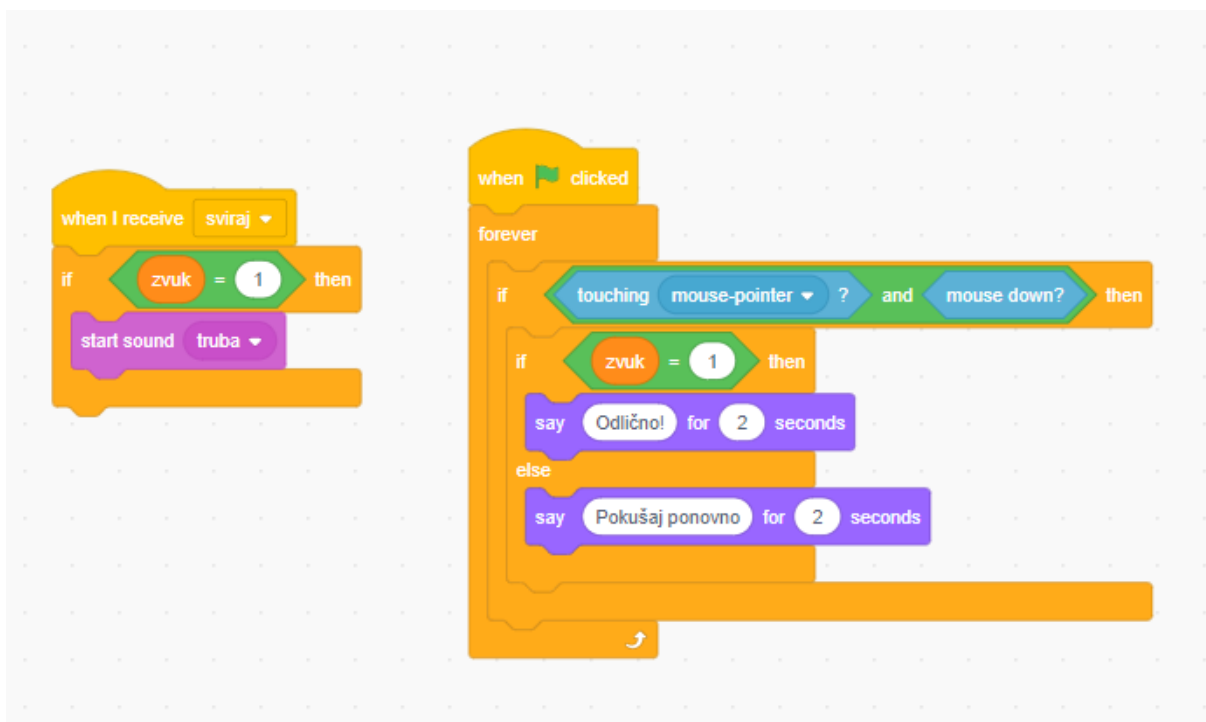 when I receive sviraj
if zvuk = 1 then
start sound truba
when clicked
forever
if touching mouse-pointer ? and mouse down? then
if zvuk = 1 then
say Odlično! for 2 seconds
else
say Pokušaj ponovno for 2 seconds